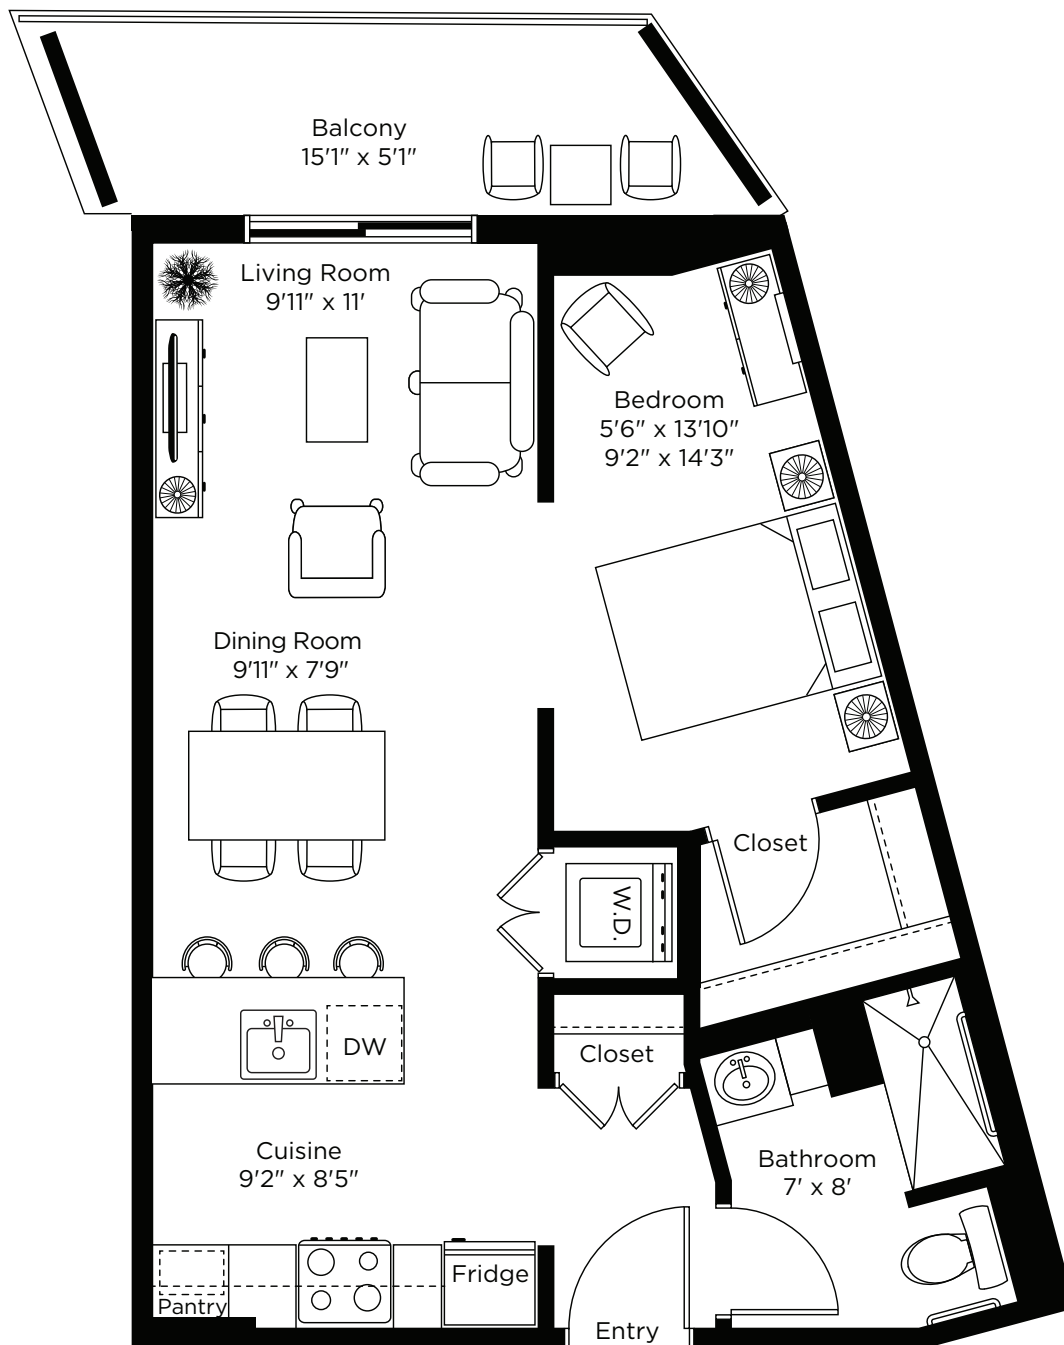 Balcony
15'1" x 5'1"
Living Room
9'11" x 11'
Bedroom
5'6" x 13'10"
9'2" x 14'3"
Dining Room
9'11" x 7'9"
Closet
W.D.
DW
Closet
Cuisine
9'2" x 8'5"
Bathroom
7' x 8'
Fridge
Pantry
Entry